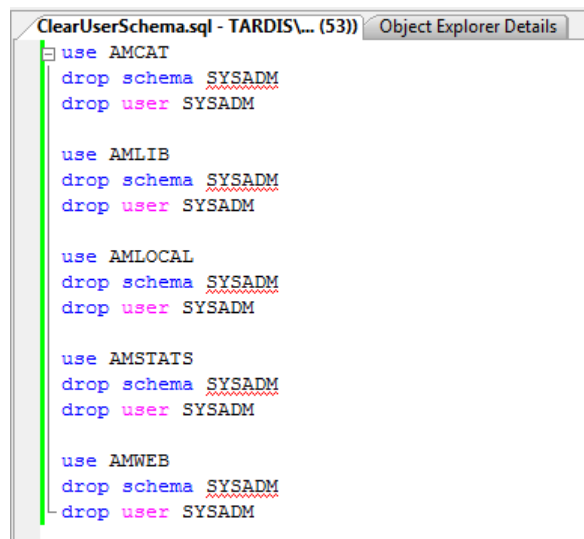 ClearUserSchema.sql - TARDIS\... (53)) Object Explorer Details
use AMCAT
drop schema SYSADM
drop user SYSADM
use AMLIB
drop schema SYSADM
drop user SYSADM
use AMLOCAL
drop schema SYSADM
drop user SYSADM
use AMSTATS
drop schema SYSADM
drop user SYSADM
use AMWEB
drop schema SYSADM
drop user SYSADM